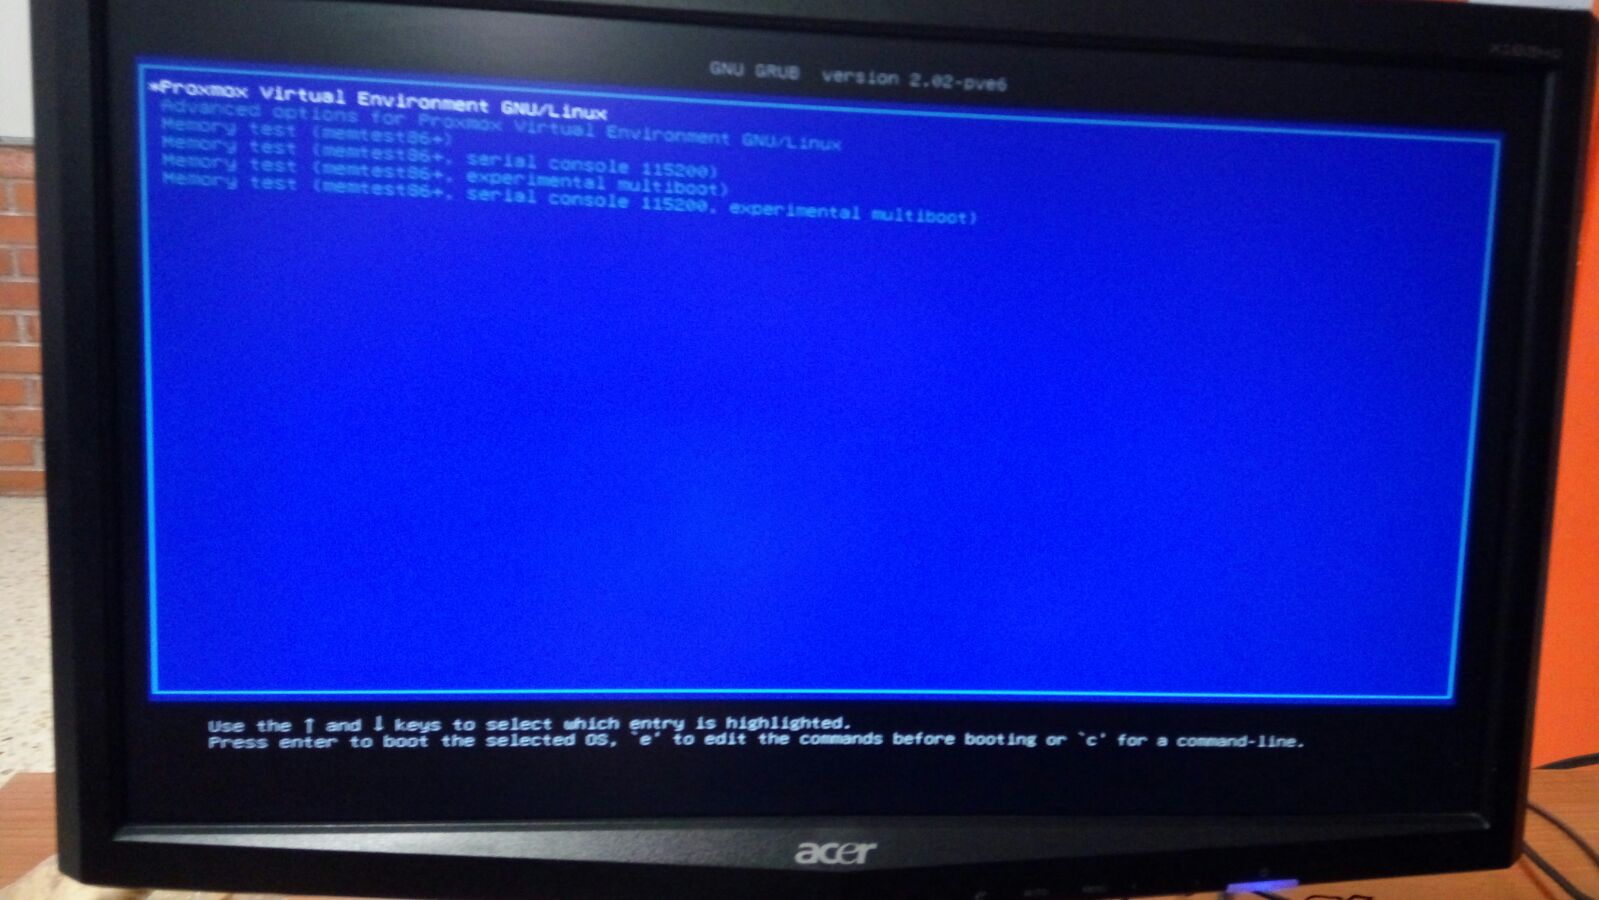 GNU GRUB version 2.02-pve6
*Proxmox Virtual Environment GNU/Linux
Advanced options for Proxmox Virtual Environment GNU/Linux
Memory test (memtest86+)
Memory test (memtest86+, serial console 115200)
Memory test (memtest86+, experimental multiboot)
Memory test (memtest86+, serial console 115200, experimental multiboot)
Use the ↑ and ↓ keys to select which entry is highlighted.
Press enter to boot the selected OS, `e' to edit the commands before booting or `c' for a command-line.
acer